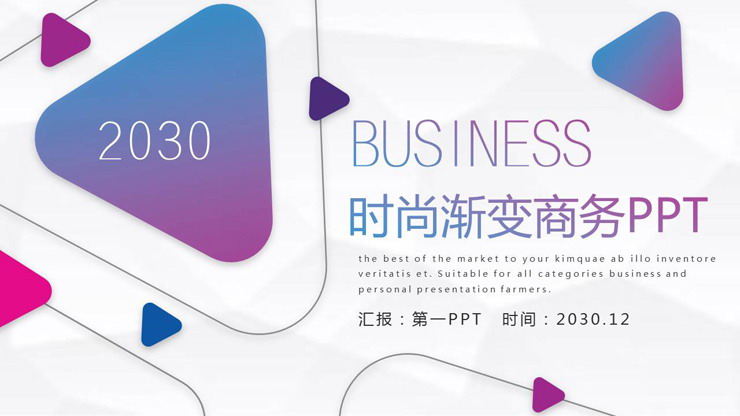 2030
BUSINESS
时尚渐变商务PPT
the best of the market to your kimquae ab illo inventore
veritatis et. Suitable for all categories business and
personal presentation farmers.
汇报：第一PPT 时间：2030.12